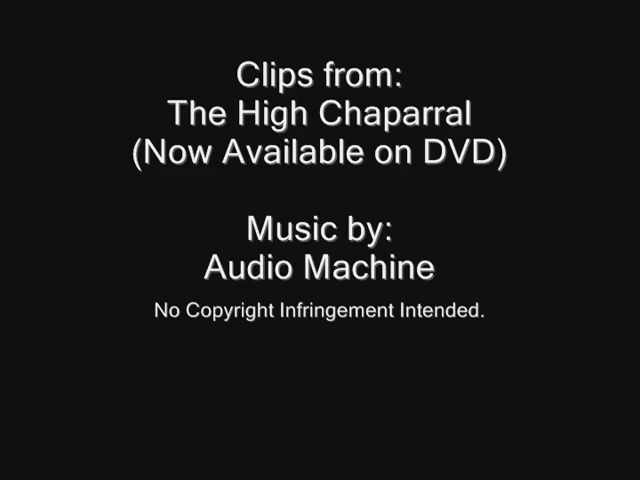 Clips from:
The High Chaparral
(Now Available on DVD)
Music by:
Audio Machine
No Copyright Infringement Intended.